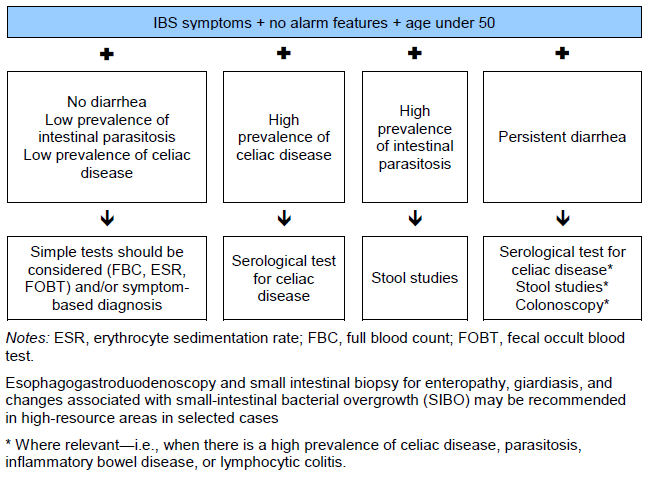 IBS symptoms + no alarm features + age under 50
No diarrhea
Low prevalence of
intestinal parasitosis
Low prevalence of celiac
disease
High
prevalence of
celiac disease
High
prevalence
of intestinal
parasitosis
Persistent diarrhea
Simple tests should be
considered (FBC, ESR,
FOBT) and/or symptom-
based diagnosis
Serological test
for celiac
disease
Stool studies
Serological test for
celiac disease*
Stool studies*
Colonoscopy*
Notes: ESR, erythrocyte sedimentation rate; FBC, full blood count; FOBT, fecal occult blood
test.
Esophagogastroduodenoscopy and small intestinal biopsy for enteropathy, giardiasis, and
changes associated with small-intestinal bacterial overgrowth (SIBO) may be recommended
in high-resource areas in selected cases
* Where relevant—i.e., when there is a high prevalence of celiac disease, parasitosis,
inflammatory bowel disease, or lymphocytic colitis.